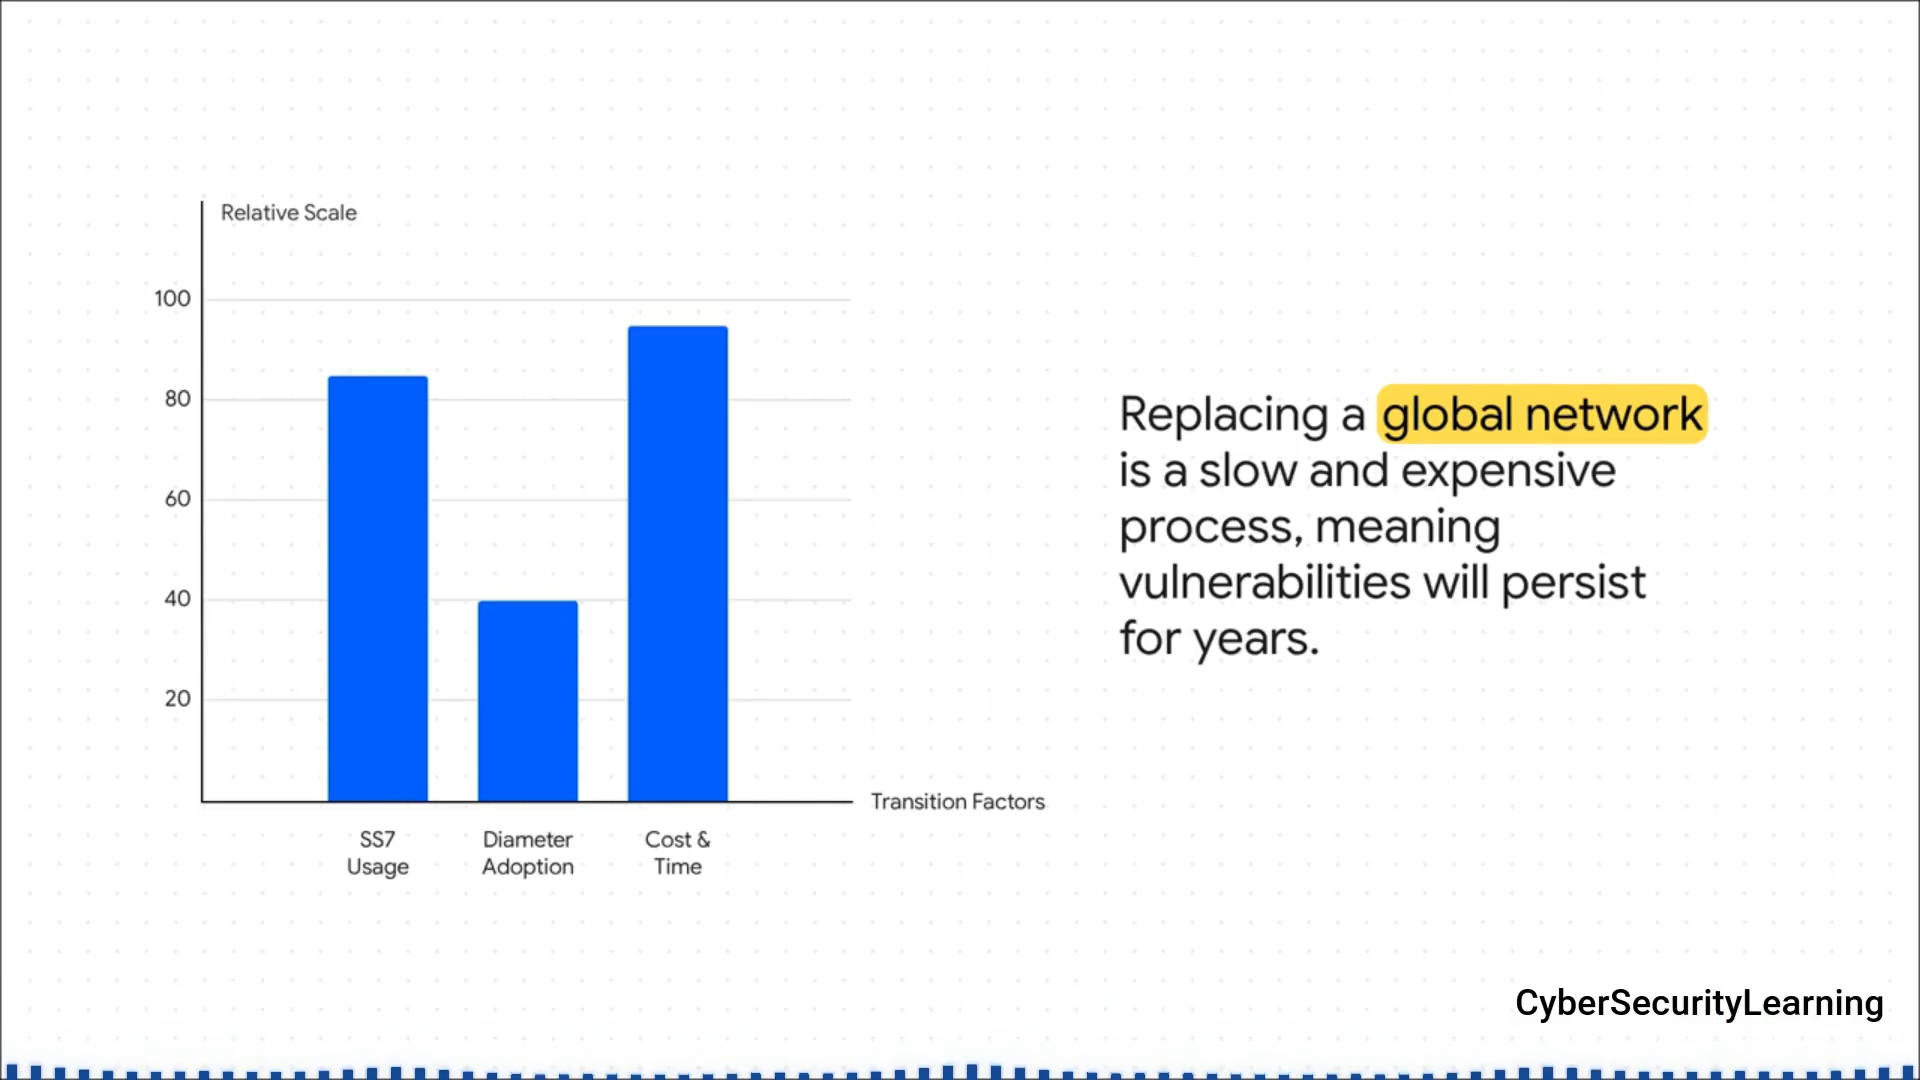 Relative Scale
100
80
60
40
20
SS7
Usage
Diameter
Adoption
Cost &
Time
Transition Factors
Replacing a global network
is a slow and expensive
process, meaning
vulnerabilities will persist
for years.
CyberSecurityLearning